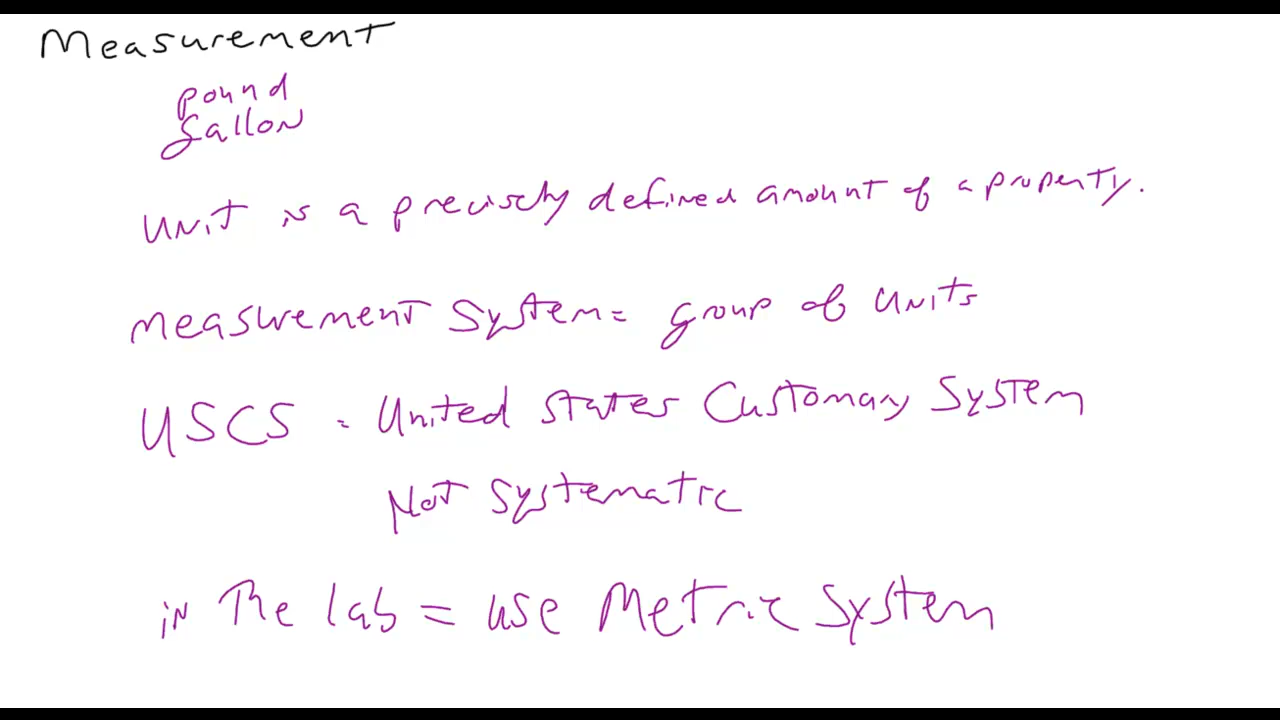 Measurement
pound
gallon
Unit is a precisely defined amount of a property.
measurement System = group of units
USCS = United States Customary System
Not systematic
in The lab = use Metric System